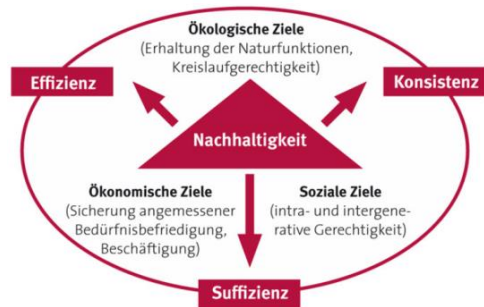 Ökologische Ziele
(Erhaltung der Naturfunktionen,
Kreislaufgerechtigkeit)
Effizienz
Konsistenz
Nachhaltigkeit
Ökonomische Ziele
(Sicherung angemessener
Bedürfnisbefriedigung,
Beschäftigung)
Soziale Ziele
(intra- und intergene-
rative Gerechtigkeit)
Suffizienz